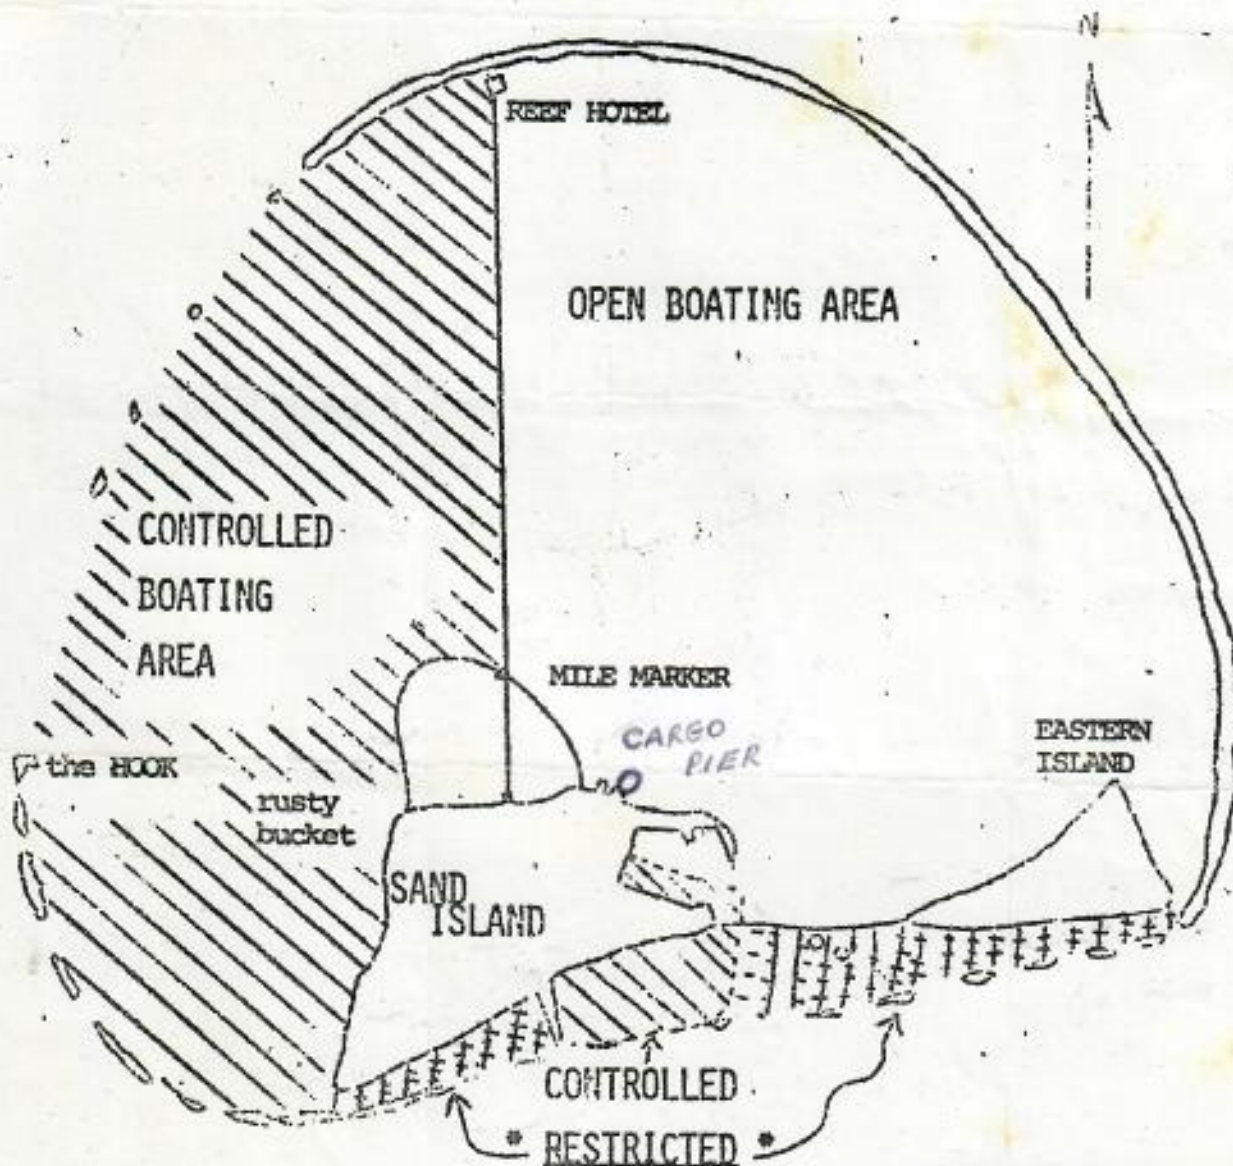 N
REEF HOTEL
OPEN BOATING AREA
CONTROLLED
BOATING
AREA
MILE MARKER
CARGO
PIER
EASTERN
ISLAND
the HOOK
rusty
bucket
SAND
ISLAND
CONTROLLED
* RESTRICTED *